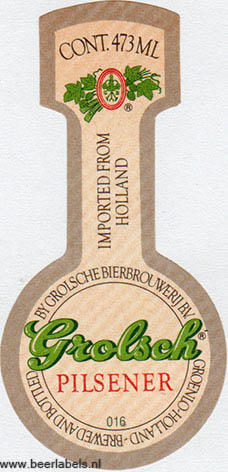 CONT. 473 ML
®
IMPORTED FROM
HOLLAND
BREWED AND BOTTLED BY GROLSCHE BIERBROUWERIJ B.V. GROENLO-HOLLAND-
Grolsch®
PILSENER
016
www.beerlabels.nl